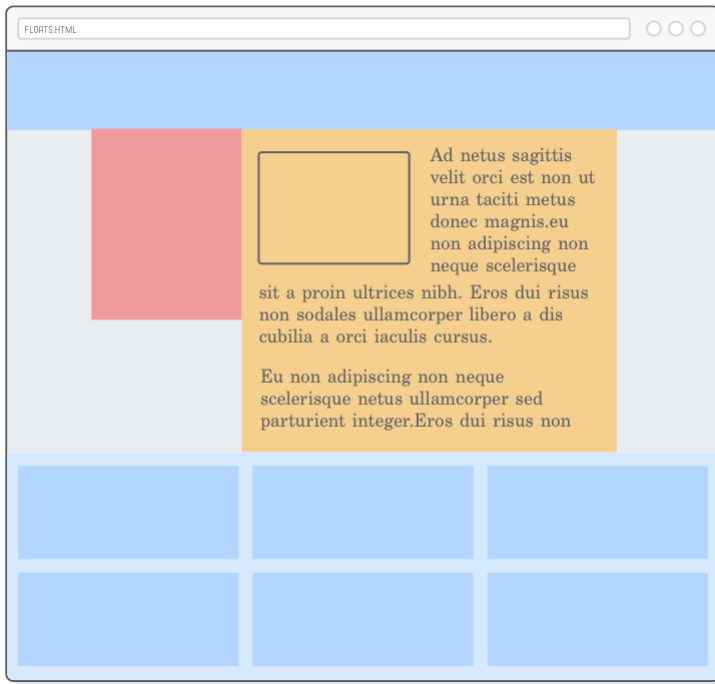 FLOATS.HTML
Ad netus sagittis
velit orci est non ut
urna taciti metus
donec magnis.eu
non adipiscing non
neque scelerisque
sit a proin ultrices nibh. Eros dui risus
non sodales ullamcorper libero a dis
cubilia a orci iaculis cursus.
Eu non adipiscing non neque
scelerisque netus ullamcorper sed
parturient integer.Eros dui risus non